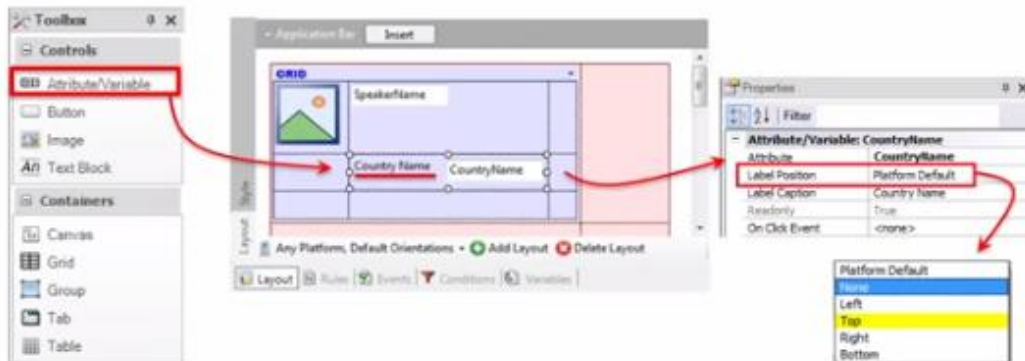 Toolbox
Controls
Attribute/Variable
Button
Image
Text Block
Containers
Canvas
Grid
Group
Tab
Table
Application Bar
Insert
GRID
SpeakerName
Country Name
CountryName
Style
Layout
Any Platform, Default Orientations
Add Layout
Delete Layout
Layout
Rules
Events
Conditions
Variables
Properties
Filter
Attribute/Variable: CountryName
Attribute CountryName
Label Position Platform Default
Label Caption Country Name
Readonly True
On Click Event <none>
Platform Default
None
Left
Top
Right
Bottom